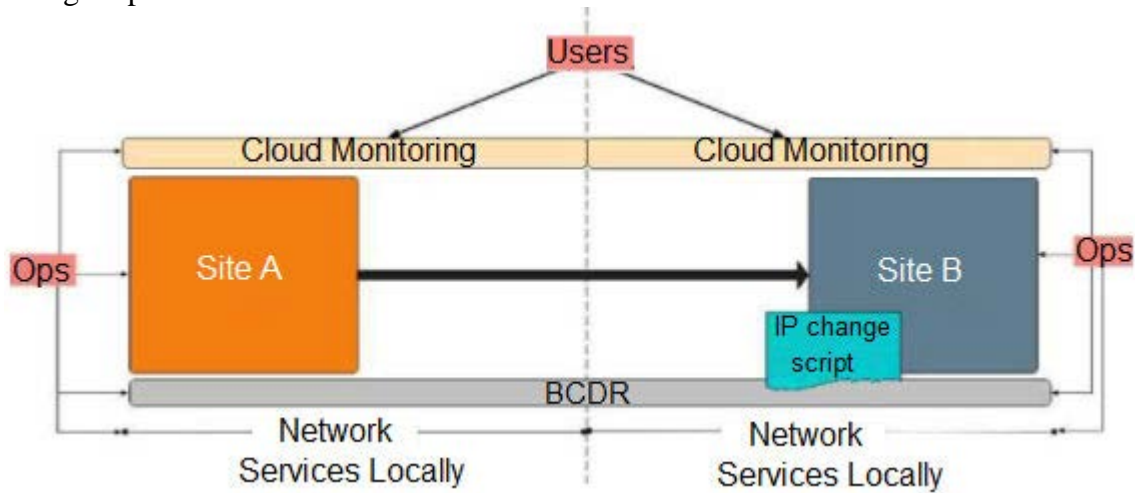 Users
Cloud Monitoring
Cloud Monitoring
Ops
Site A
Site B
Ops
IP change
script
BCDR
Network
Services Locally
Network
Services Locally